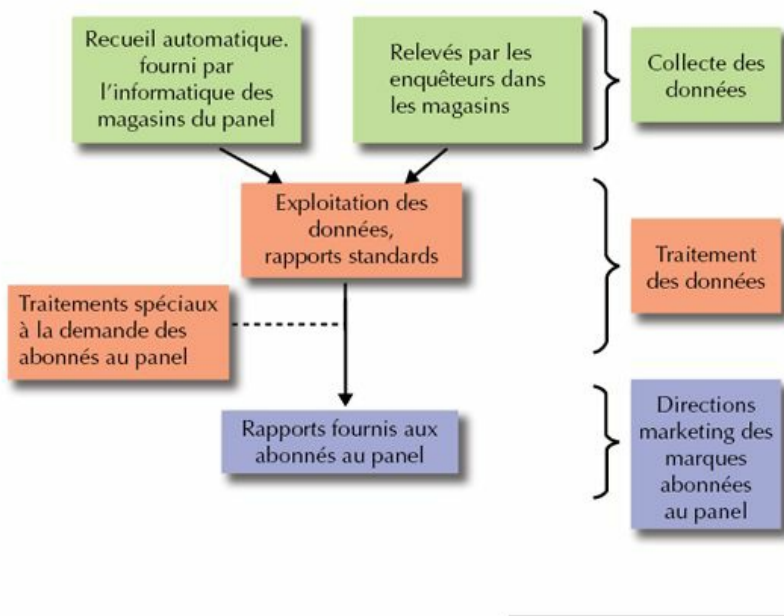 Recueil automatique.
fourni par
l'informatique des
magasins du panel
Relevés par les
enquêteurs dans
les magasins
Collecte des
données
Exploitation des
données,
rapports standards
Traitement
des données
Traitements spéciaux
à la demande des
abonnés au panel
Rapports fournis aux
abonnés au panel
Directions
marketing des
marques
abonnées
au panel